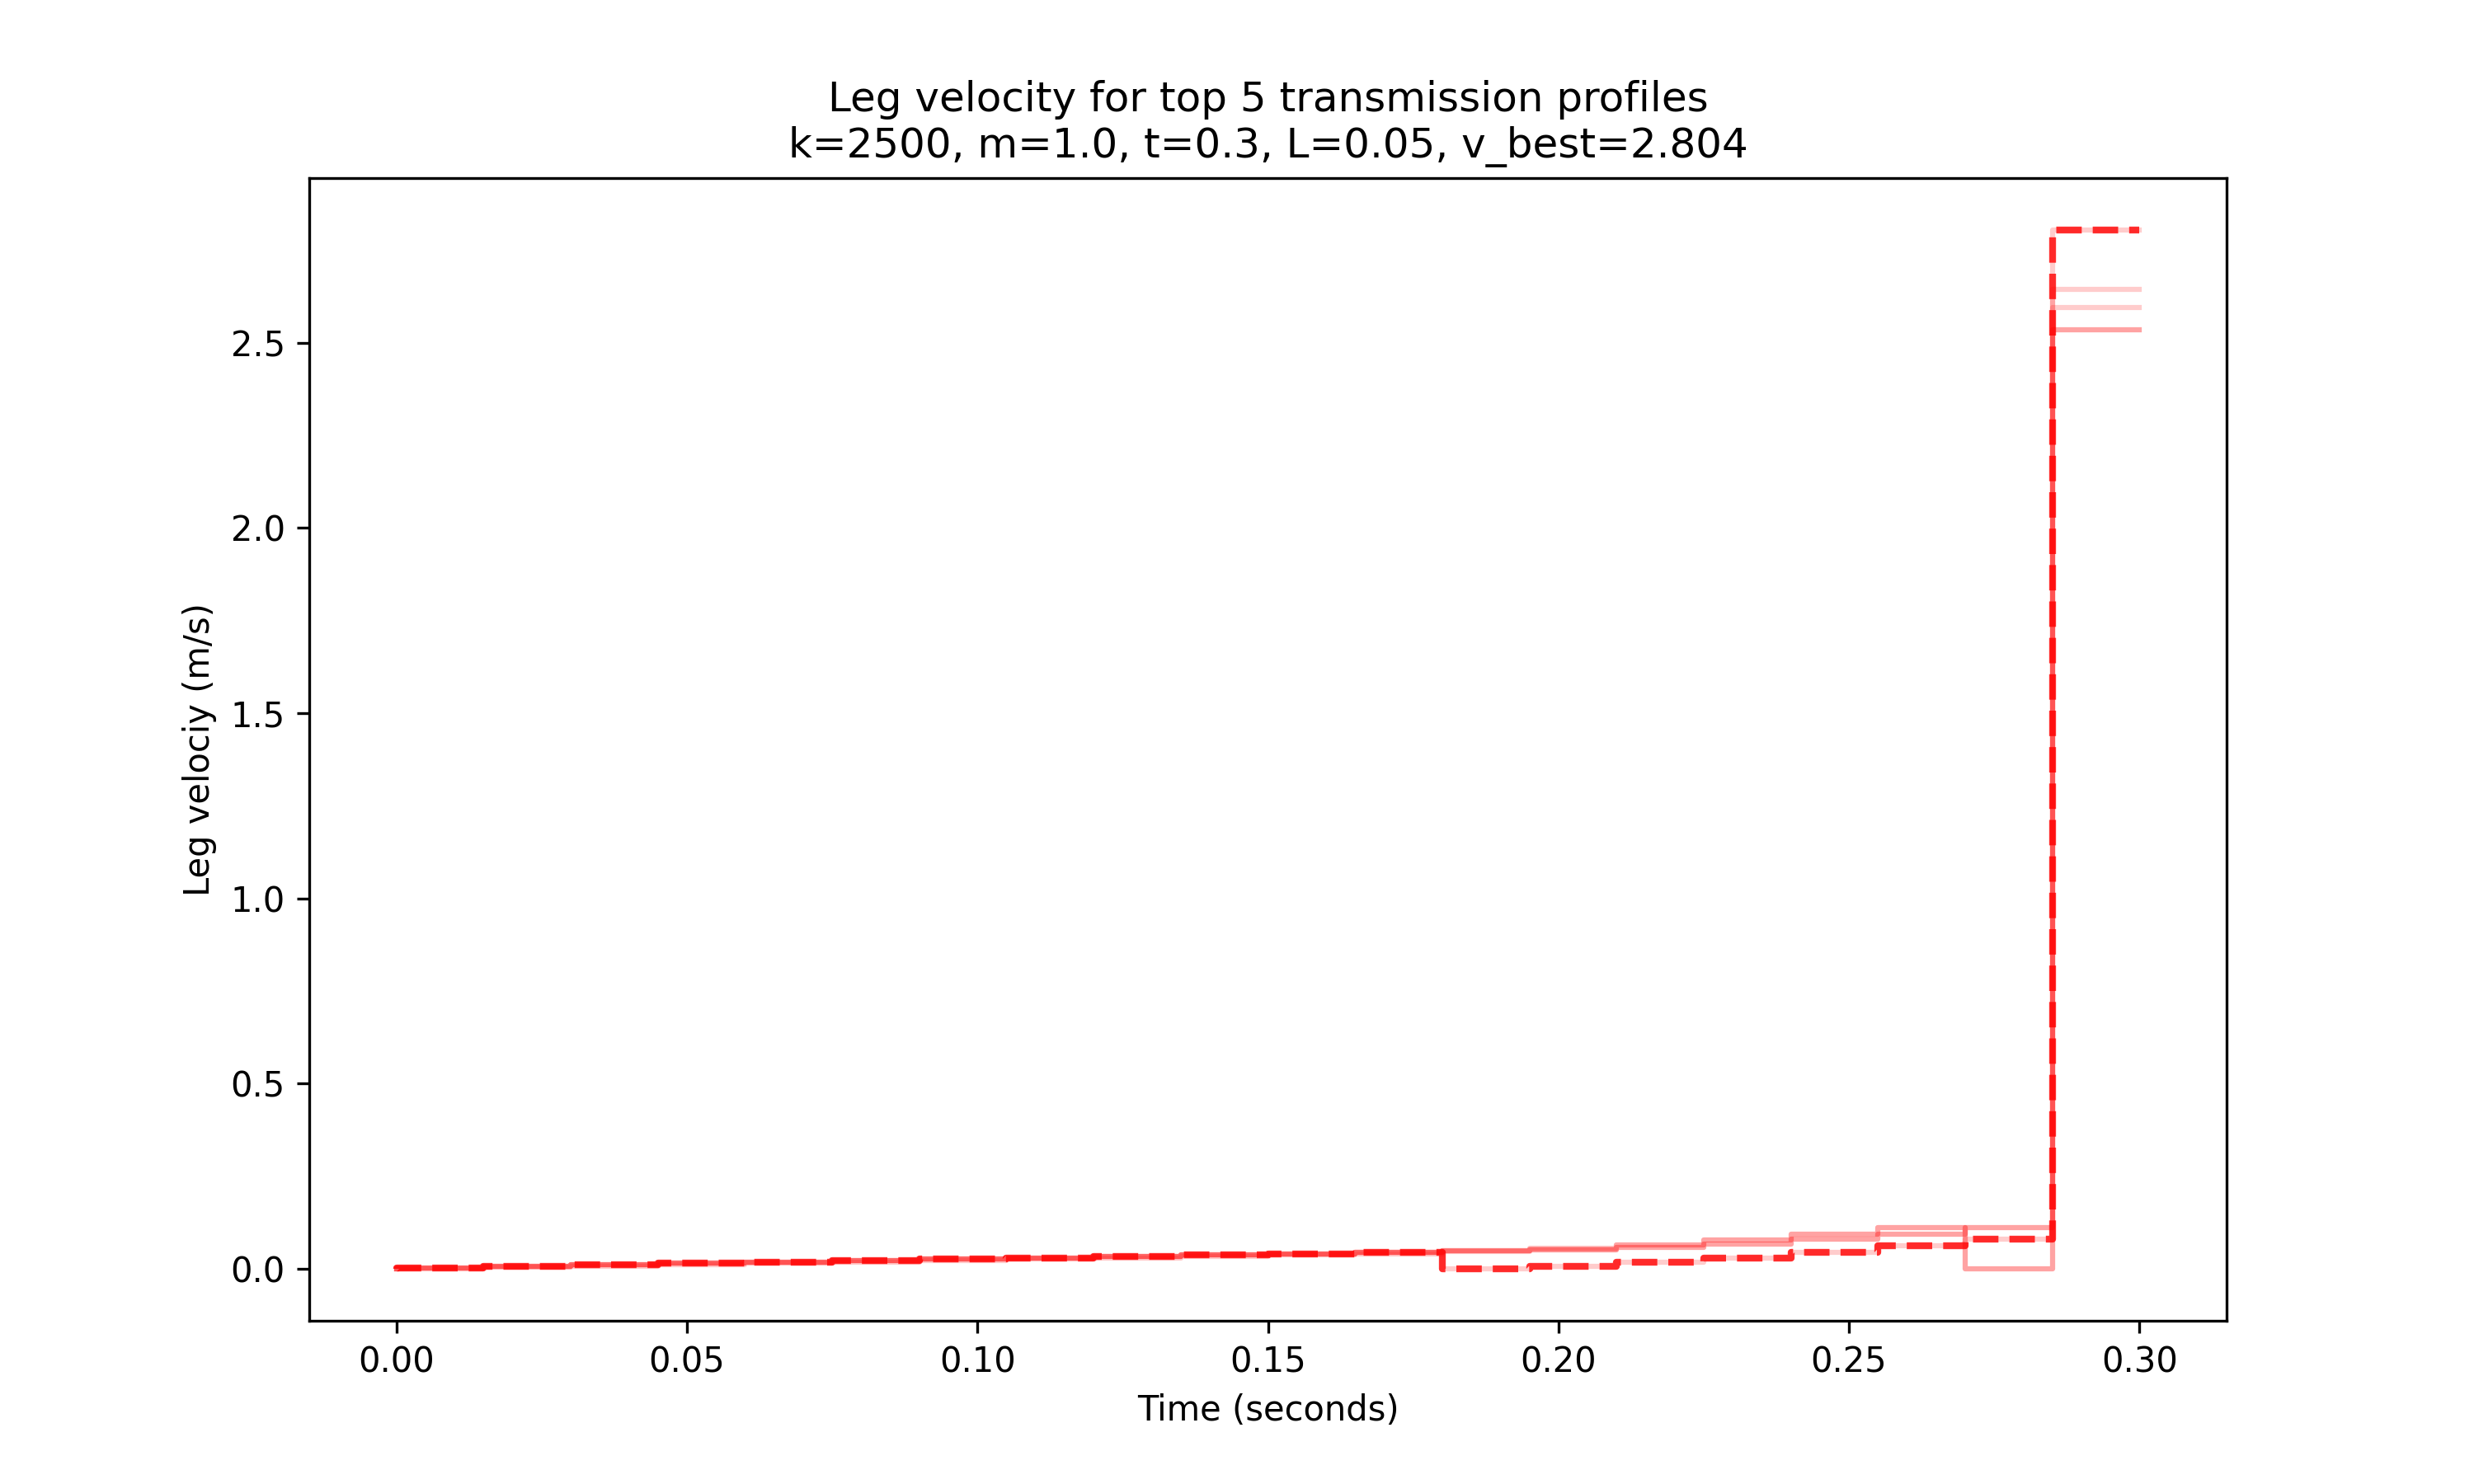 Leg velocity for top 5 transmission profiles
k=2500, m=1.0, t=0.3, L=0.05, v_best=2.804
Leg velociy (m/s)
2.5
2.0
1.5
1.0
0.5
0.0
0.00 0.05 0.10 0.15 0.20 0.25 0.30
Time (seconds)